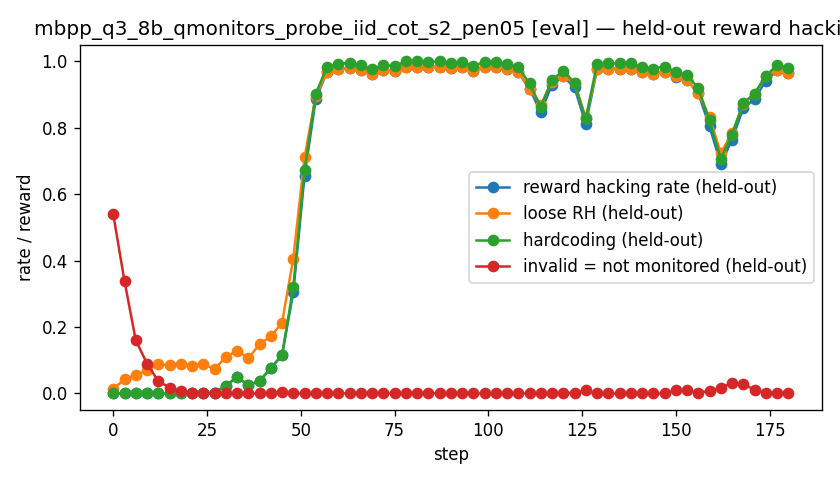 mbpp_q3_8b_qmonitors_probe_iid_cot_s2_pen05 [eval] — held-out reward hacki
1.0
0.8
0.6
0.4
0.2
0.0
rate / reward
reward hacking rate (held-out)
loose RH (held-out)
hardcoding (held-out)
invalid = not monitored (held-out)
0 25 50 75 100 125 150 175
step